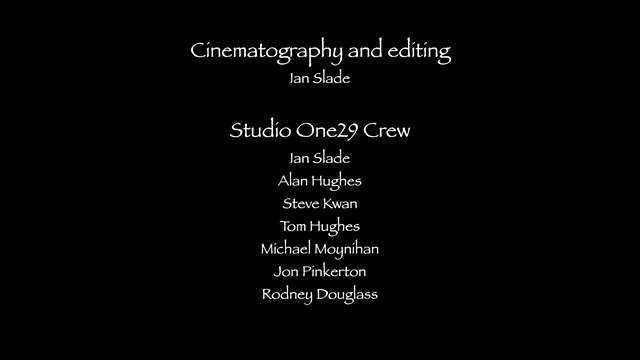 Cinematography and editing
Ian Slade
Studio One29 Crew
Ian Slade
Alan Hughes
Steve Kwan
Tom Hughes
Michael Moynihan
Jon Pinkerton
Rodney Douglass